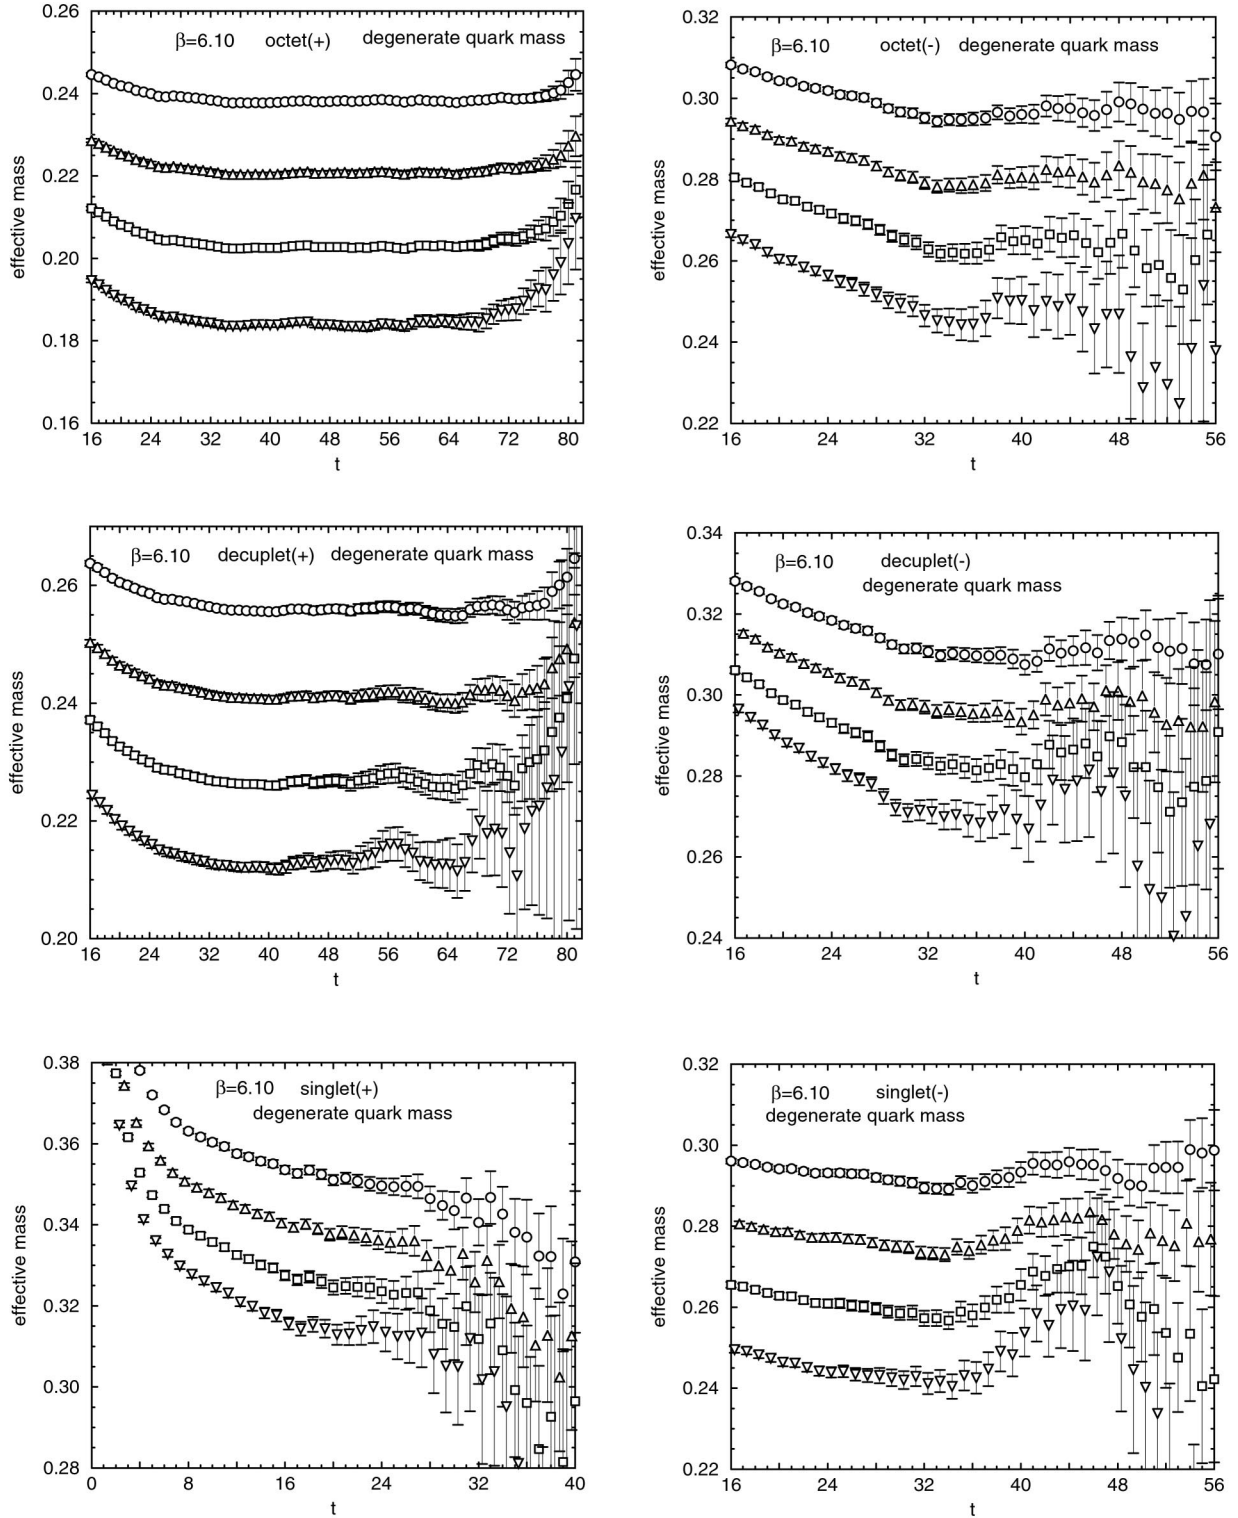 β=6.10 octet(+) degenerate quark mass
effective mass
0.26
0.24
0.22
0.20
0.18
0.16
16 24 32 40 48 56 64 72 80
t
β=6.10 octet(-) degenerate quark mass
effective mass
0.32
0.30
0.28
0.26
0.24
0.22
16 24 32 40 48 56
t
β=6.10 decuplet(+) degenerate quark mass
effective mass
0.26
0.24
0.22
0.20
16 24 32 40 48 56 64 72 80
t
β=6.10 decuplet(-)
degenerate quark mass
effective mass
0.34
0.32
0.30
0.28
0.26
0.24
16 24 32 40 48 56
t
β=6.10 singlet(+)
degenerate quark mass
effective mass
0.38
0.36
0.34
0.32
0.30
0.28
0 8 16 24 32 40
t
β=6.10 singlet(-)
degenerate quark mass
effective mass
0.32
0.30
0.28
0.26
0.24
0.22
16 24 32 40 48 56
t